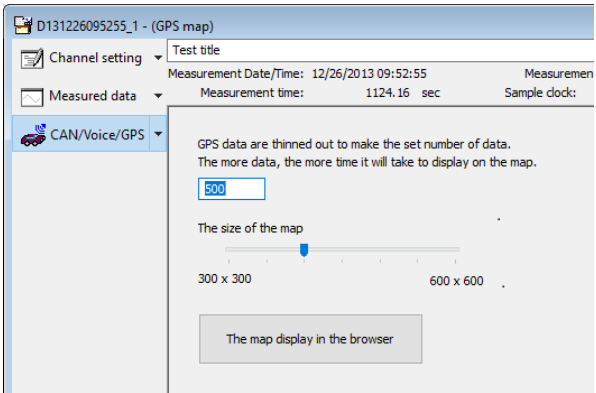 D131226095255_1 - (GPS map)
Channel setting
Test title
Measurement Date/Time: 12/26/2013 09:52:55 Measuremen
Measured data
Measurement time: 1124.16 sec Sample clock:
CAN/Voice/GPS
GPS data are thinned out to make the set number of data.
The more data, the more time it will take to display on the map.
500
The size of the map
300 x 300 600 x 600
The map display in the browser